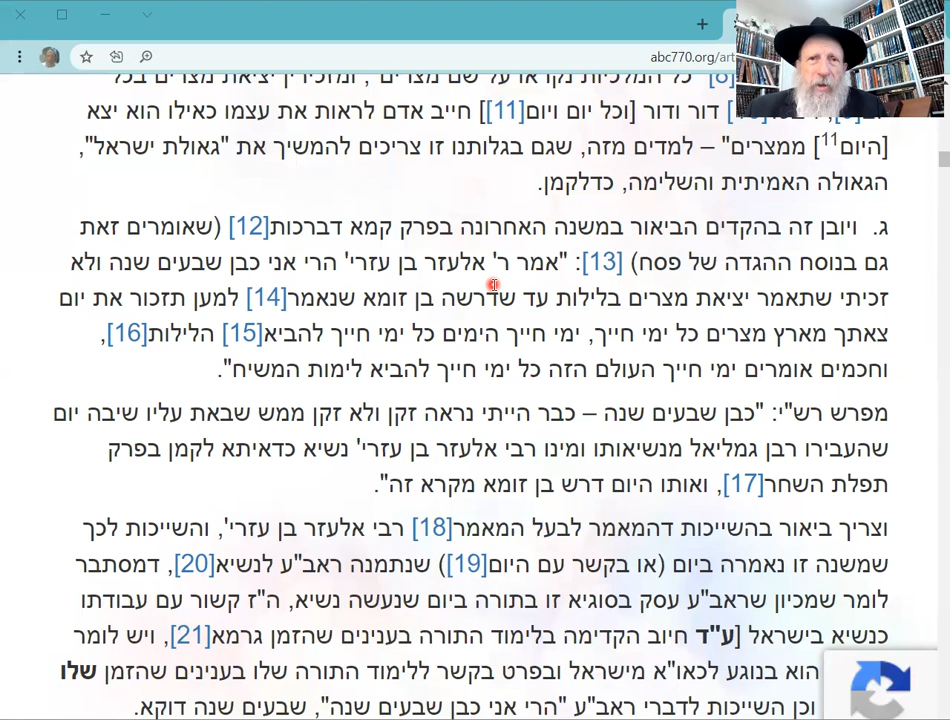 abc770.org/art
[8] כל המלכיות נקראו על שם מצרים", ומזכירין יציאת מצרים בכל
דור ודור [וכל יום ויום[11]] חייב אדם לראות את עצמו כאילו הוא יצא
[היום11] ממצרים" – למדים מזה, שגם בגלותנו זו צריכים להמשיך את "גאולת ישראל",
הגאולה האמיתית והשלימה, כדלקמן.
ג. ויובן זה בהקדים הביאור במשנה האחרונה בפרק קמא דברכות[12] (שאומרים זאת
גם בנוסח ההגדה של פסח) [13]: "אמר ר' אלעזר בן עזרי' הרי אני כבן שבעים שנה ולא
זכיתי שתאמר יציאת מצרים בלילות עד שדרשה בן זומא שנאמר[14] למען תזכור את יום
צאתך מארץ מצרים כל ימי חייך, ימי חייך הימים כל ימי חייך להביא[15] הלילות[16],
וחכמים אומרים ימי חייך העולם הזה כל ימי חייך להביא לימות המשיח".
מפרש רש"י: "כבן שבעים שנה – כבר הייתי נראה זקן ולא זקן ממש שבאת עליו שיבה יום
שהעבירו רבן גמליאל מנשיאותו ומינו רבי אלעזר בן עזרי' נשיא כדאיתא לקמן בפרק
תפלת השחר[17], ואותו היום דרש בן זומא מקרא זה".
וצריך ביאור בהשייכות דהמאמר לבעל המאמר[18] רבי אלעזר בן עזרי', והשייכות לכך
שמשנה זו נאמרה ביום (או בקשר עם היום[19]) שנתמנה ראב"ע לנשיא[20], דמסתבר
לומר שמכיון שראב"ע עסק בסוגיא זו בתורה ביום שנעשה נשיא, ה"ז קשור עם עבודתו
כנשיא בישראל [ע"ד חיוב הקדימה בלימוד התורה בענינים שהזמן גרמא[21], ויש לומר
הוא בנוגע לכאו"א מישראל ובפרט בקשר ללימוד התורה שלו בענינים שהזמן שלו
וכן השייכות לדברי ראב"ע "הרי אני כבן שבעים שנה", שבעים שנה דוקא.